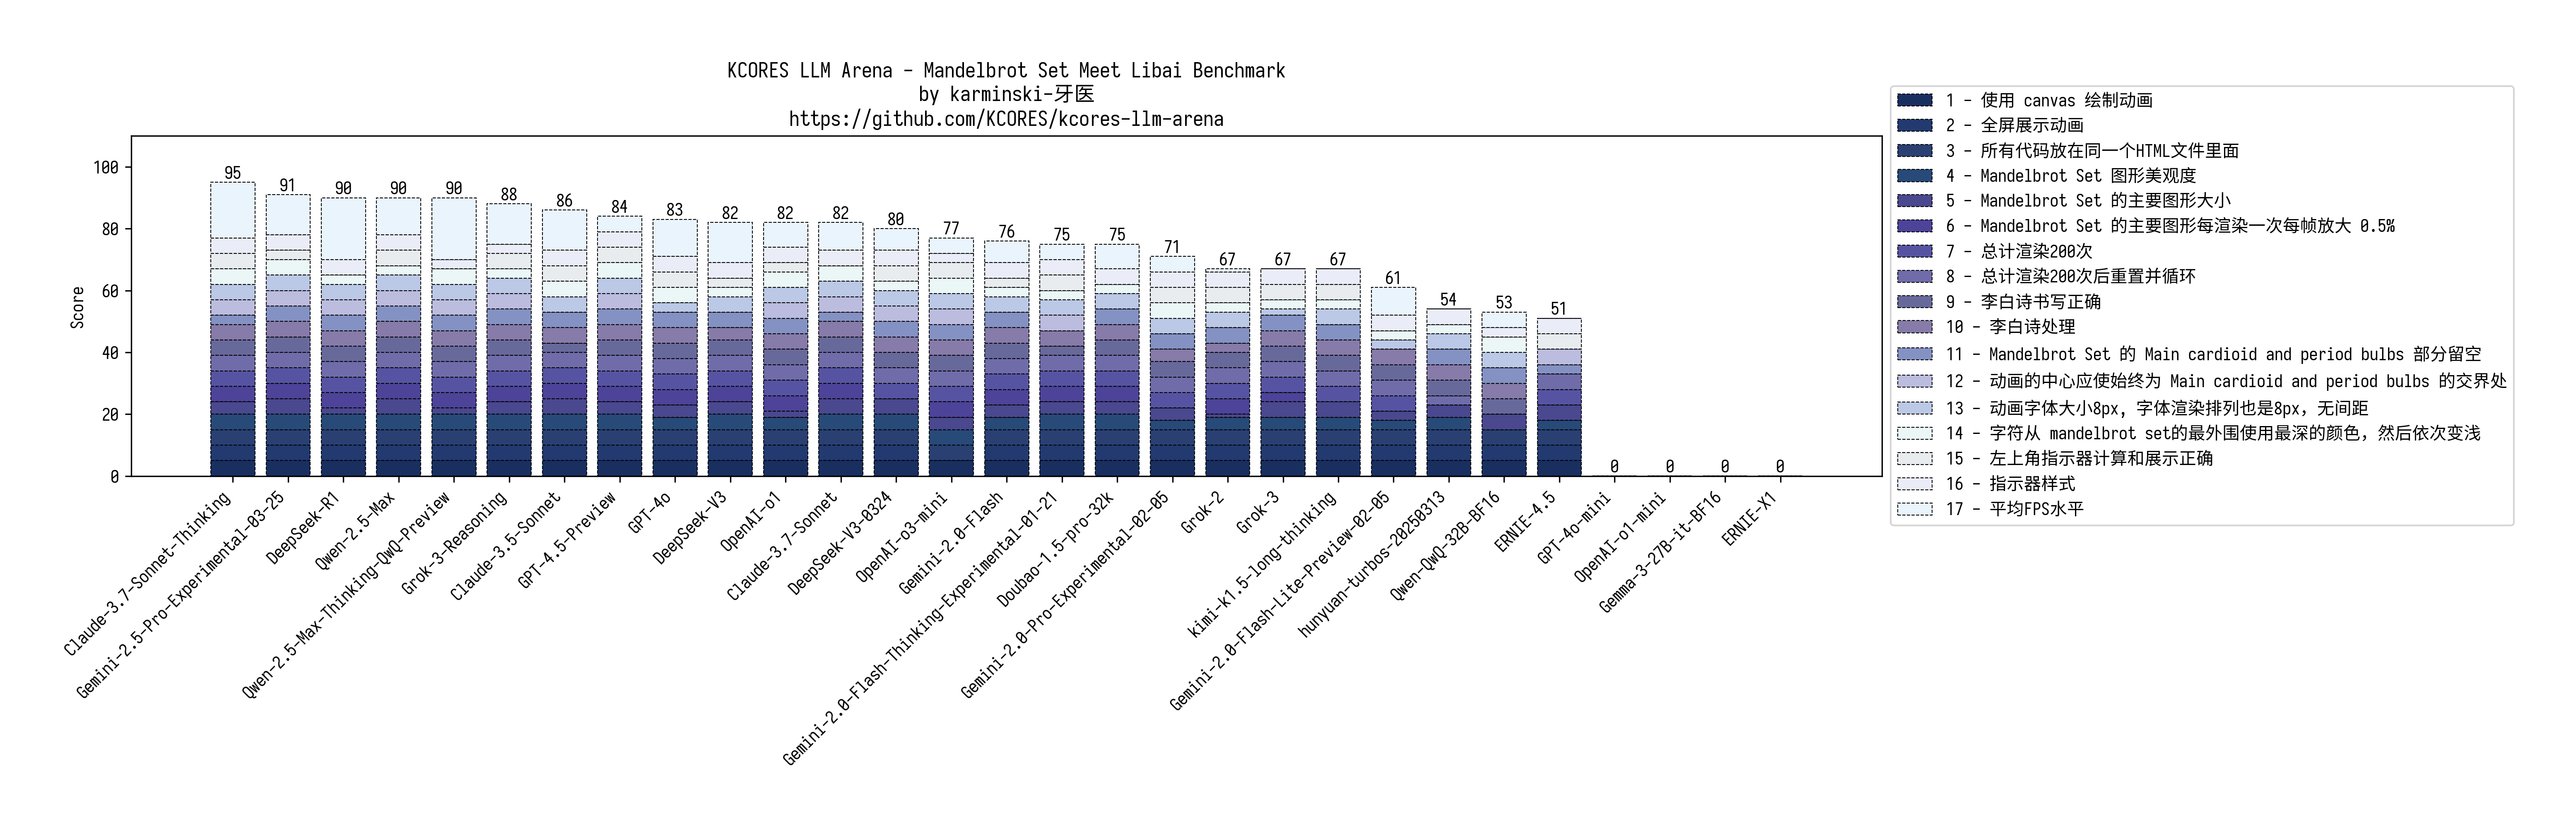 KCORES LLM Arena - Mandelbrot Set Meet Libai Benchmark
by karminski-牙医
https://github.com/KCORES/kcores-llm-arena
Score
100
80
60
40
20
0
95
91
90
90
90
88
86
84
83
82
82
82
80
77
76
75
75
71
67
67
67
61
54
53
51
0
0
0
0
Claude-3.7-Sonnet-Thinking
Gemini-2.5-Pro-Experimental-03-25
DeepSeek-R1
Qwen-2.5-Max
Qwen-2.5-Max-Thinking-QwQ-Preview
Grok-3-Reasoning
Claude-3.5-Sonnet
GPT-4.5-Preview
GPT-4o
DeepSeek-V3
OpenAI-o1
Claude-3.7-Sonnet
DeepSeek-V3-0324
OpenAI-o3-mini
Gemini-2.0-Flash
Gemini-2.0-Flash-Thinking-Experimental-01-21
Doubao-1.5-pro-32k
Gemini-2.0-Pro-Experimental-02-05
Grok-2
Grok-3
kimi-k1.5-long-thinking
Gemini-2.0-Flash-Lite-Preview-02-05
hunyuan-turbos-20250313
Qwen-QwQ-32B-BF16
ERNIE-4.5
GPT-4o-mini
OpenAI-o1-mini
Gemma-3-27B-it-BF16
ERNIE-X1
1 - 使用 canvas 绘制动画
2 - 全屏展示动画
3 - 所有代码放在同一个HTML文件里面
4 - Mandelbrot Set 图形美观度
5 - Mandelbrot Set 的主要图形大小
6 - Mandelbrot Set 的主要图形每渲染一次每帧放大 0.5%
7 - 总计渲染200次
8 - 总计渲染200次后重置并循环
9 - 李白诗书写正确
10 - 李白诗处理
11 - Mandelbrot Set 的 Main cardioid and period bulbs 部分留空
12 - 动画的中心应使始终为 Main cardioid and period bulbs 的交界处
13 - 动画字体大小8px, 字体渲染排列也是8px，无间距
14 - 字符从 mandelbrot set的最外围使用最深的颜色，然后依次变浅
15 - 左上角指示器计算和展示正确
16 - 指示器样式
17 - 平均FPS水平